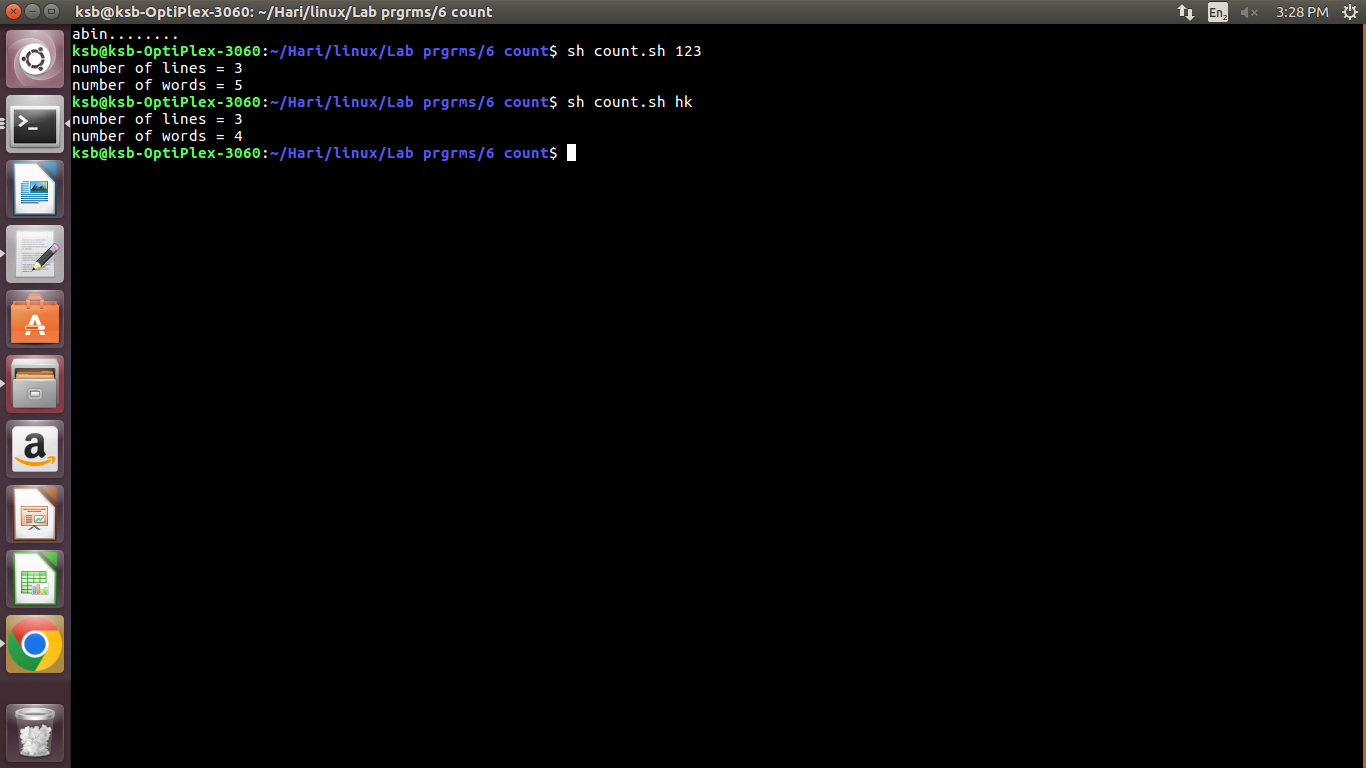 ksb@ksb-OptiPlex-3060: ~/Hari/linux/Lab prgrms/6 count
En2
3:28 PM
abin........
ksb@ksb-OptiPlex-3060:~/Hari/linux/Lab prgrms/6 count$ sh count.sh 123
number of lines = 3
number of words = 5
ksb@ksb-OptiPlex-3060:~/Hari/linux/Lab prgrms/6 count$ sh count.sh hk
number of lines = 3
number of words = 4
ksb@ksb-OptiPlex-3060:~/Hari/linux/Lab prgrms/6 count$